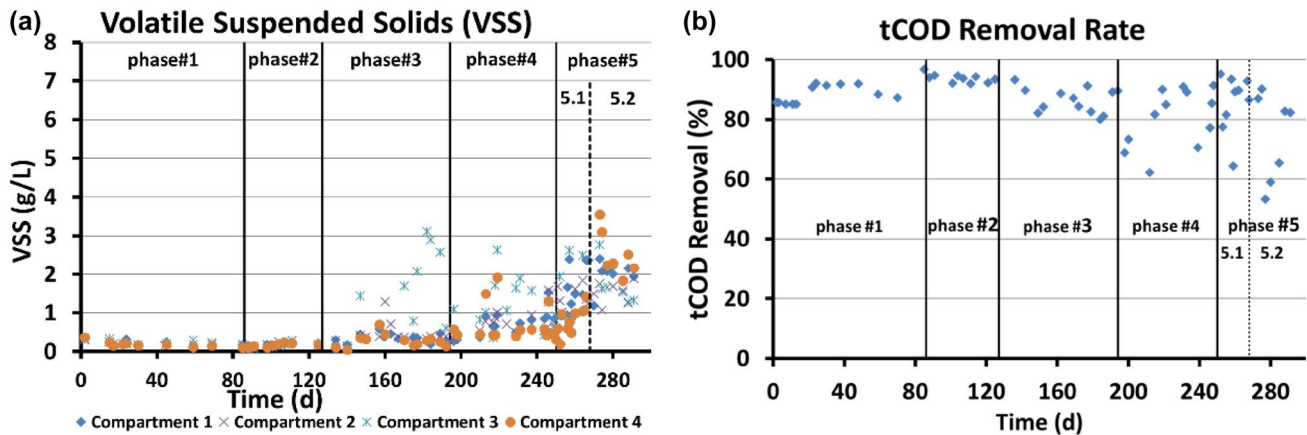 (a) Volatile Suspended Solids (VSS)
phase#1 phase#2 phase#3 phase#4 phase#5
5.1 5.2
VSS (g/L)
8
7
6
5
4
3
2
1
0
0 40 80 120 160 200 240 280
Time (d)
Compartment 1 Compartment 2 Compartment 3 Compartment 4
(b) tCOD Removal Rate
tCOD Removal (%)
100
80
60
40
20
0
phase #1 phase #2 phase #3 phase #4 phase #5
5.1 5.2
0 40 80 120 160 200 240 280
Time (d)